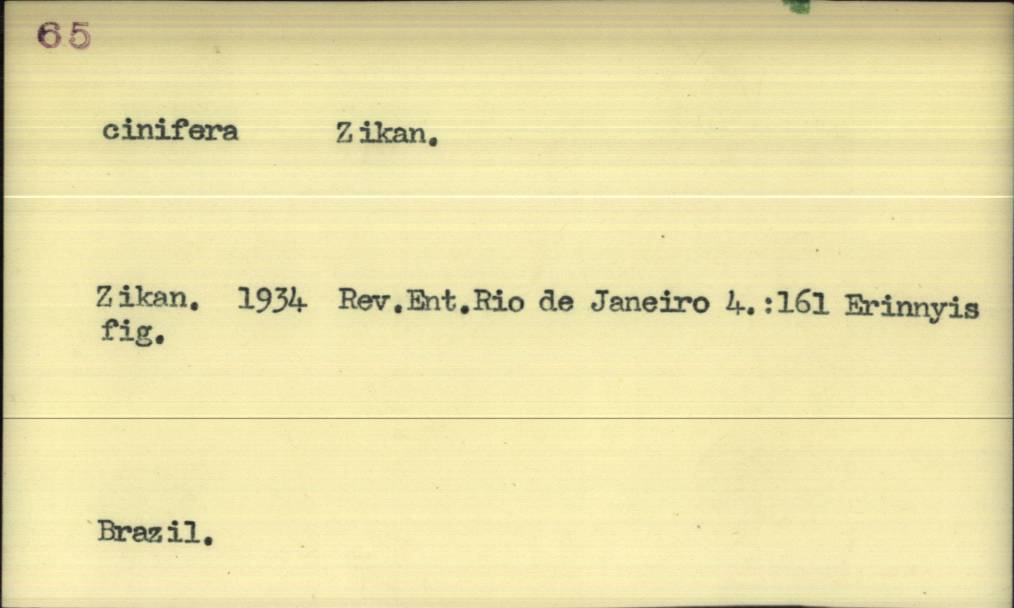 65
cinifera Zikan.
Zikan. 1934 Rev.Ent.Rio de Janeiro 4.:161 Erinnyis
fig.
Brazil.